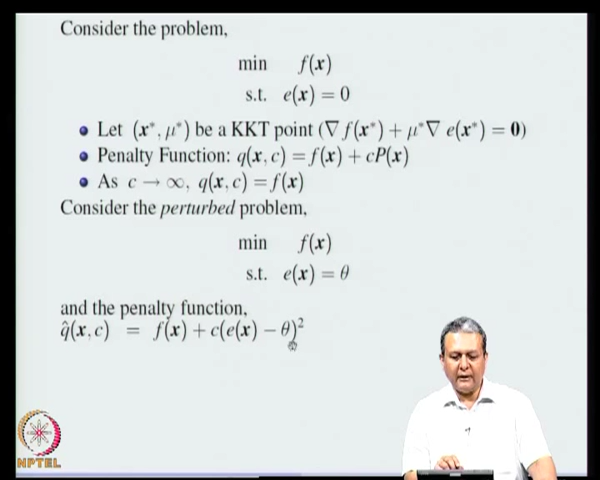 Consider the problem,
min f(x)
s.t. e(x) = 0
• Let (x*, μ*) be a KKT point (∇ f(x*) + μ*∇ e(x*) = 0)
• Penalty Function: q(x, c) = f(x) + cP(x)
• As c → ∞, q(x, c) = f(x)
Consider the perturbed problem,
min f(x)
s.t. e(x) = θ
and the penalty function,
q̂(x, c) = f(x) + c(e(x) − θ)²
NPTEL